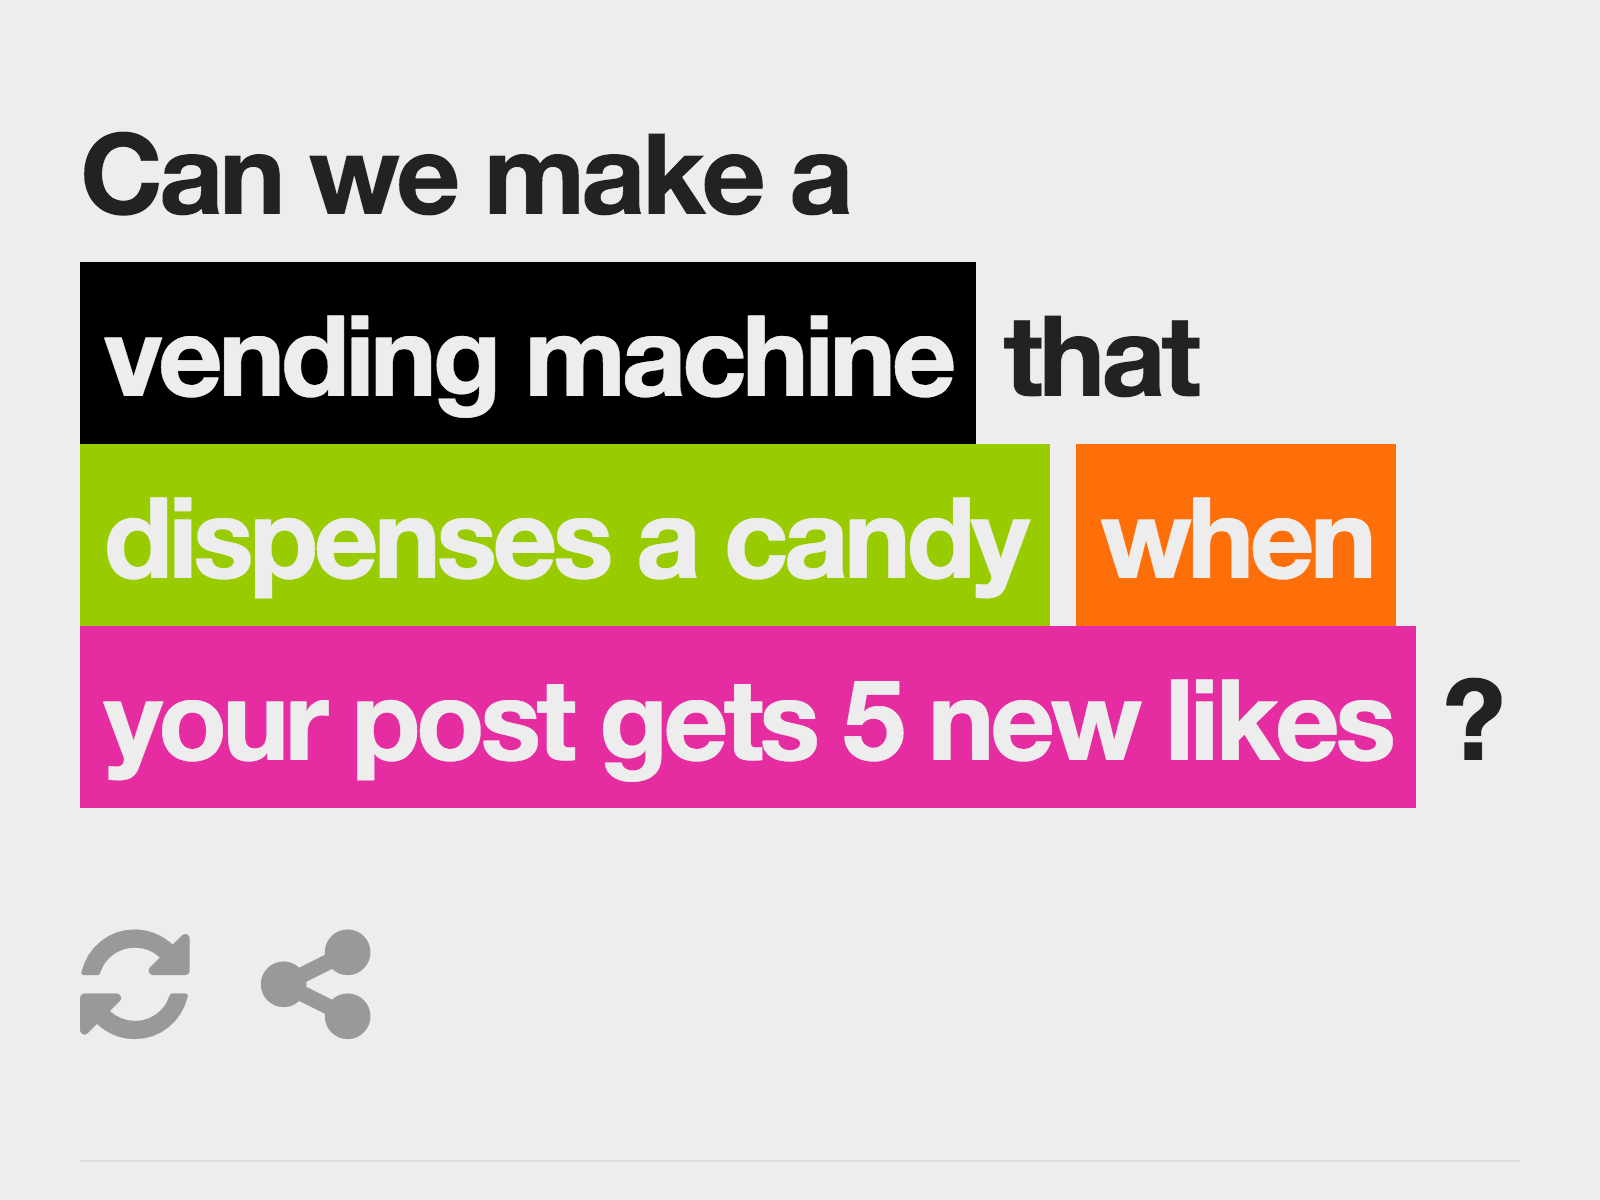 Can we make a
vending machine that
dispenses a candy when
your post gets 5 new likes ?